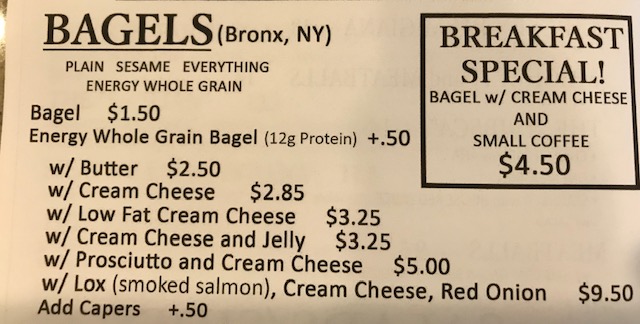 BAGELS (Bronx, NY)
PLAIN SESAME EVERYTHING
ENERGY WHOLE GRAIN
Bagel $1.50
Energy Whole Grain Bagel (12g Protein) +.50
w/ Butter $2.50
w/ Cream Cheese $2.85
w/ Low Fat Cream Cheese $3.25
w/ Cream Cheese and Jelly $3.25
w/ Prosciutto and Cream Cheese $5.00
w/ Lox (smoked salmon), Cream Cheese, Red Onion $9.50
Add Capers +.50
BREAKFAST
SPECIAL!
BAGEL w/ CREAM CHEESE
AND
SMALL COFFEE
$4.50